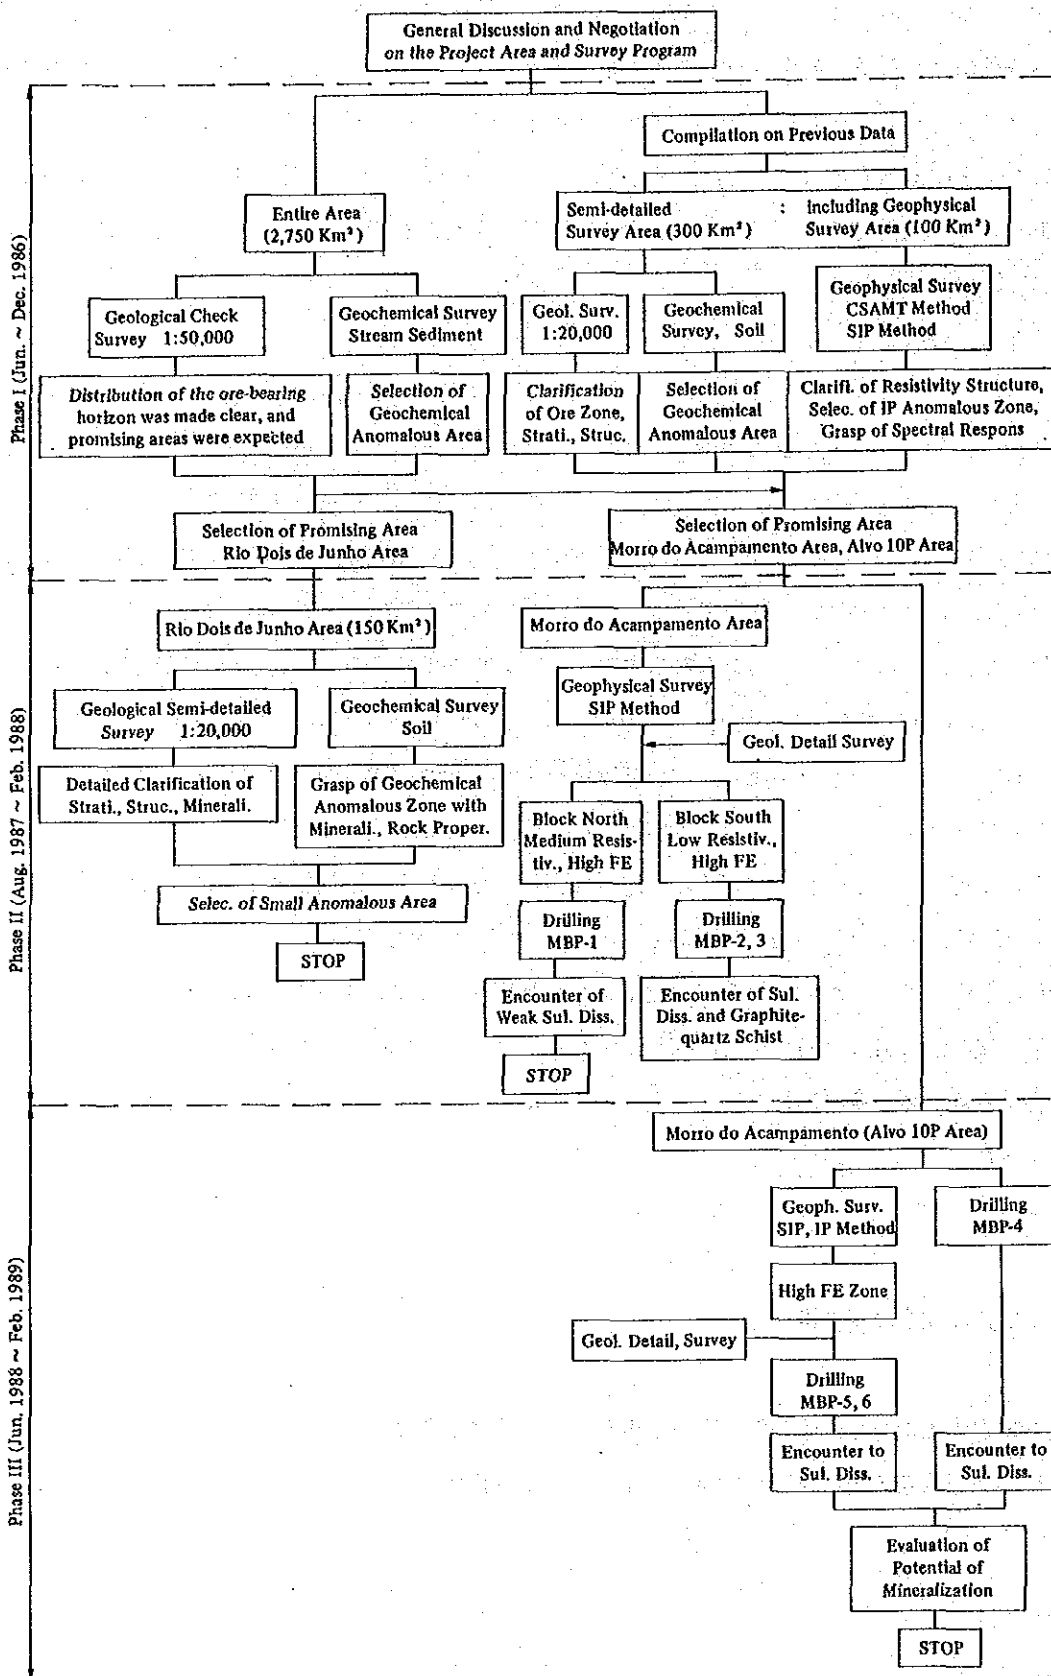 General Discussion and Negotiation
on the Project Area and Survey Program
Phase I (Jun. ~ Dec. 1986)
Compilation on Previous Data
Entire Area
(2,750 Km²)
Semi-detailed : including Geophysical
Survey Area (300 Km²) Survey Area (100 Km²)
Geological Check
Survey 1:50,000
Geochemical Survey
Stream Sediment
Geol. Surv.
1:20,000
Geochemical
Survey, Soil
Geophysical Survey
CSAMT Method
SIP Method
Distribution of the ore-bearing
horizon was made clear, and
promising areas were expected
Selection of
Geochemical
Anomalous Area
Clarification
of Ore Zone,
Strati., Struc.
Selection of
Geochemical
Anomalous Area
Clarifi. of Resistivity Structure,
Selec. of IP Anomalous Zone,
Grasp of Spectral Respons
Selection of Promising Area
Rio Dois de Junho Area
Selection of Promising Area
Morro do Acampamento Area, Alvo 10P Area
Phase II (Aug. 1987 ~ Feb. 1988)
Rio Dois de Junho Area (150 Km²)
Morro do Acampamento Area
Geological Semi-detailed
Survey 1:20,000
Geochemical Survey
Soil
Geophysical Survey
SIP Method
Geol. Detail Survey
Detailed Clarification of
Strati., Struc., Minerali.
Grasp of Geochemical
Anomalous Zone with
Minerali., Rock Proper.
Block North
Medium Resis-
tiv., High FE
Block South
Low Resistiv.,
High FE
Selec. of Small Anomalous Area
STOP
Drilling
MBP-1
Drilling
MBP-2, 3
Encounter of
Weak Sul. Diss.
Encounter of Sul.
Diss. and Graphite-
quartz Schist
STOP
Phase III (Jun. 1988 ~ Feb. 1989)
Morro do Acampamento (Alvo 10P Area)
Geoph. Surv.
SIP, IP Method
Drilling
MBP-4
High FE Zone
Geol. Detail, Survey
Drilling
MBP-5, 6
Encounter to
Sul. Diss.
Encounter to
Sul. Diss.
Evaluation of
Potential of
Mineralization
STOP